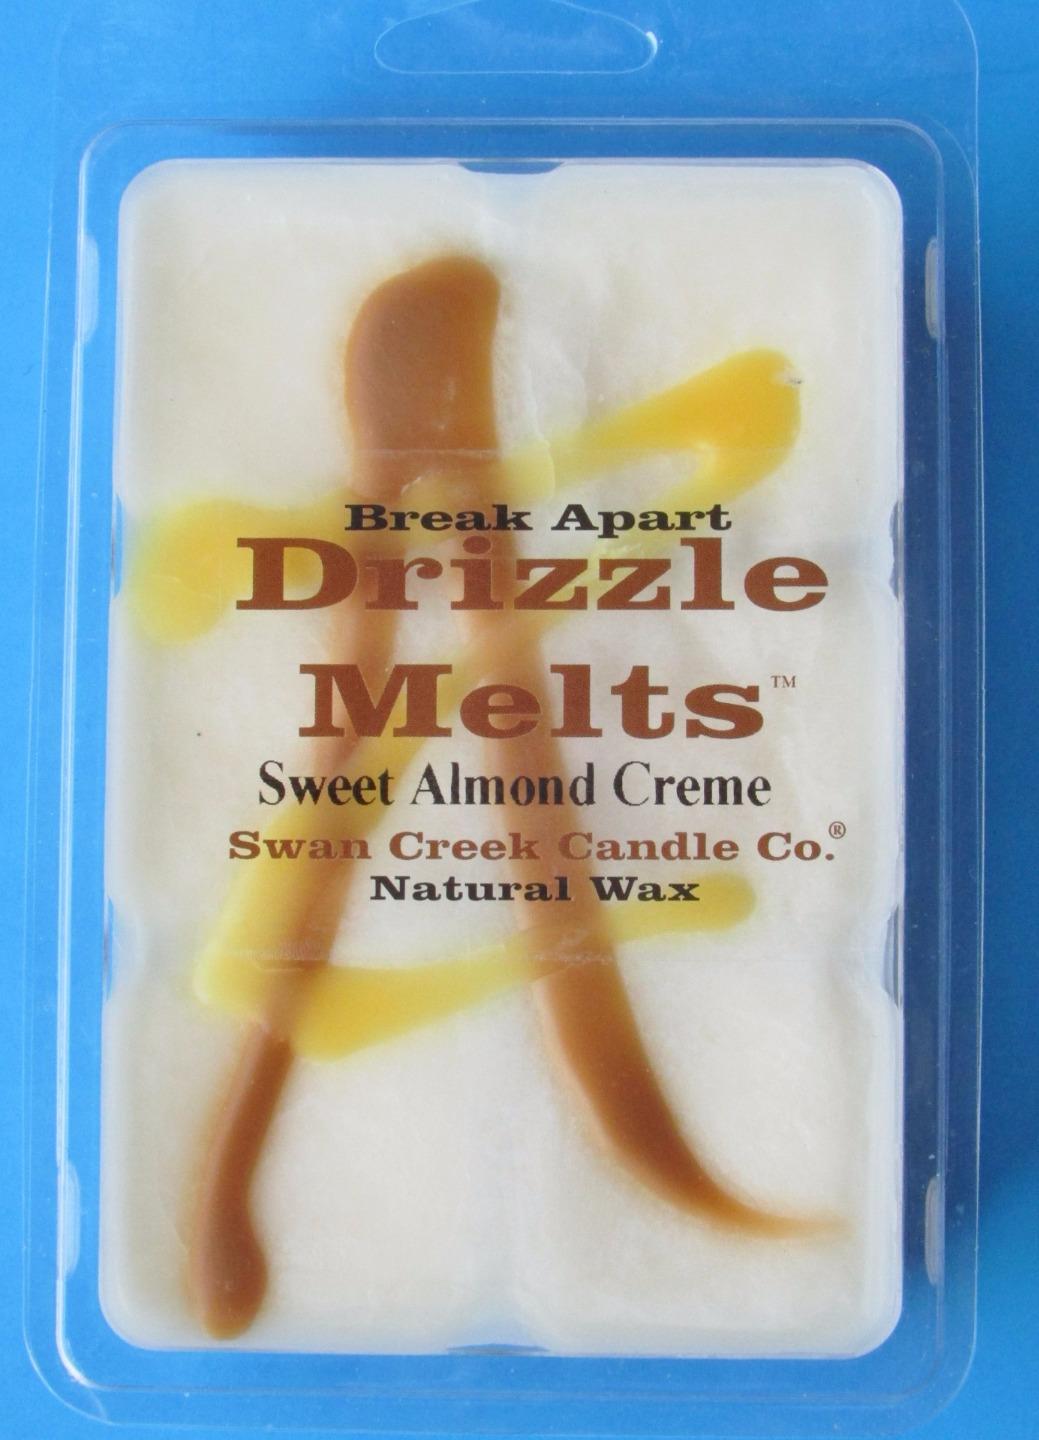 Break Apart
Drizzle
Melts™
Sweet Almond Creme
Swan Creek Candle Co.®
Natural Wax